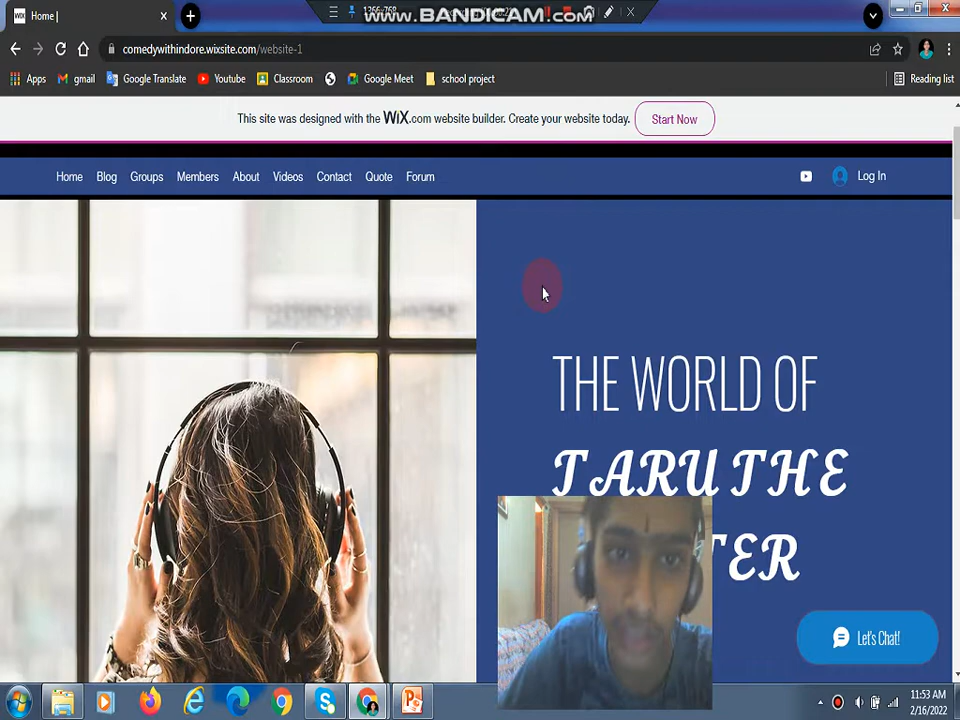 Home |
www.BANDICAM.com
comedywithindore.wixsite.com/website-1
Apps gmail Google Translate Youtube Classroom Google Meet school project Reading list
This site was designed with the WiX.com website builder. Create your website today. Start Now
Home Blog Groups Members About Videos Contact Quote Forum Log In
THE WORLD OF
TARU THE
TER
Let's Chat!
11:53 AM
2/16/2022